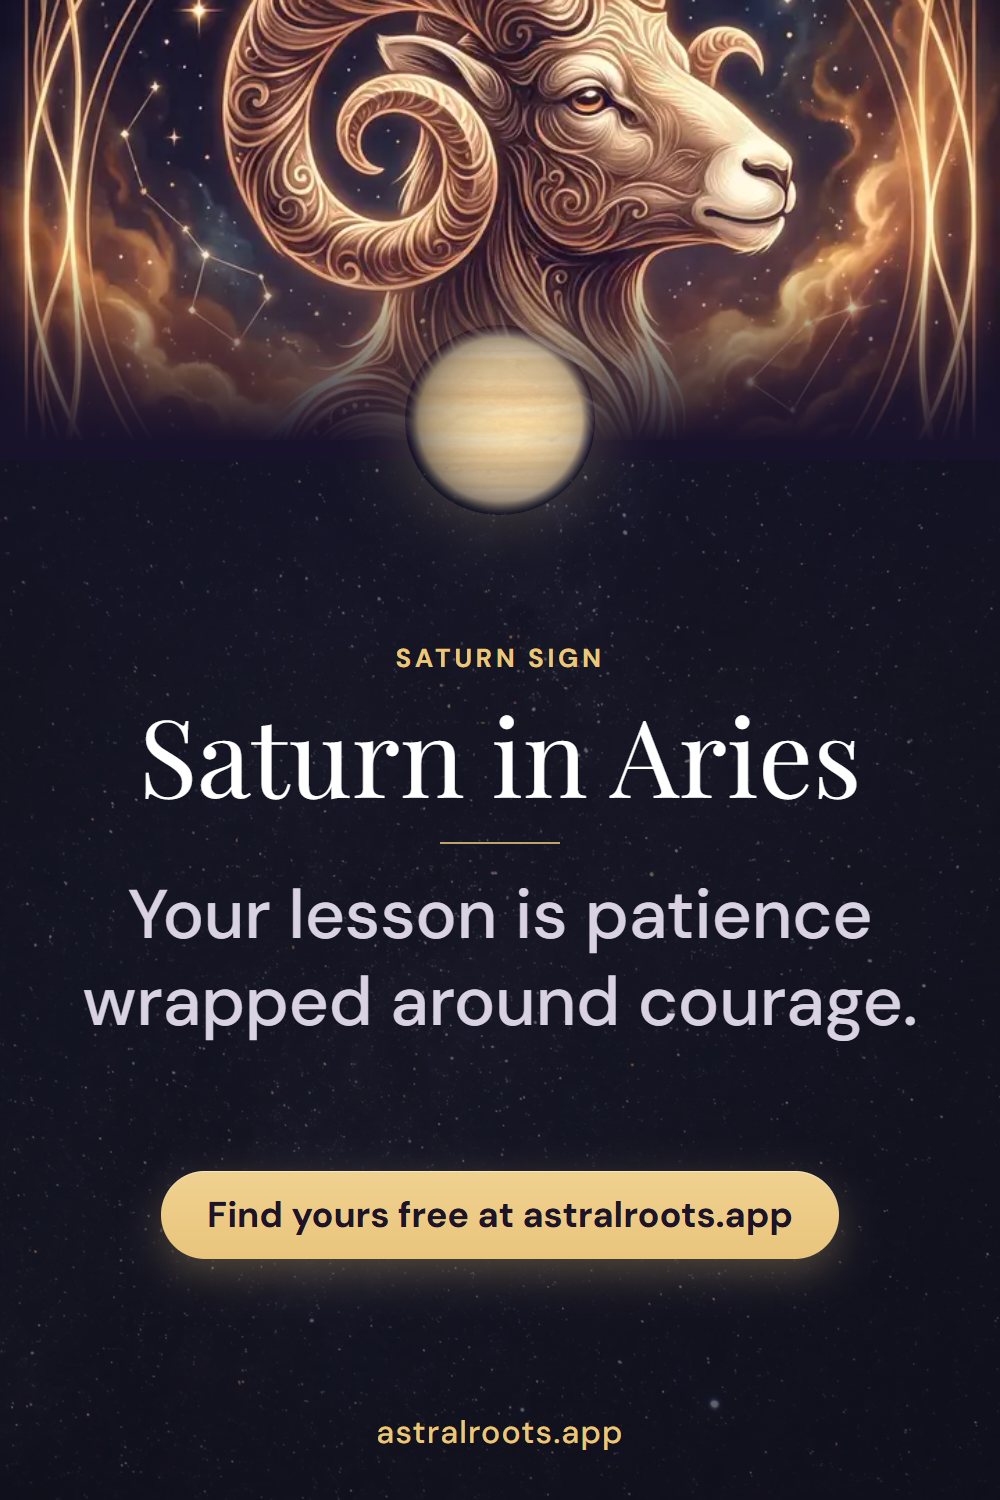 SATURN SIGN
Saturn in Aries
Your lesson is patience
wrapped around courage.
Find yours free at astralroots.app
astralroots.app